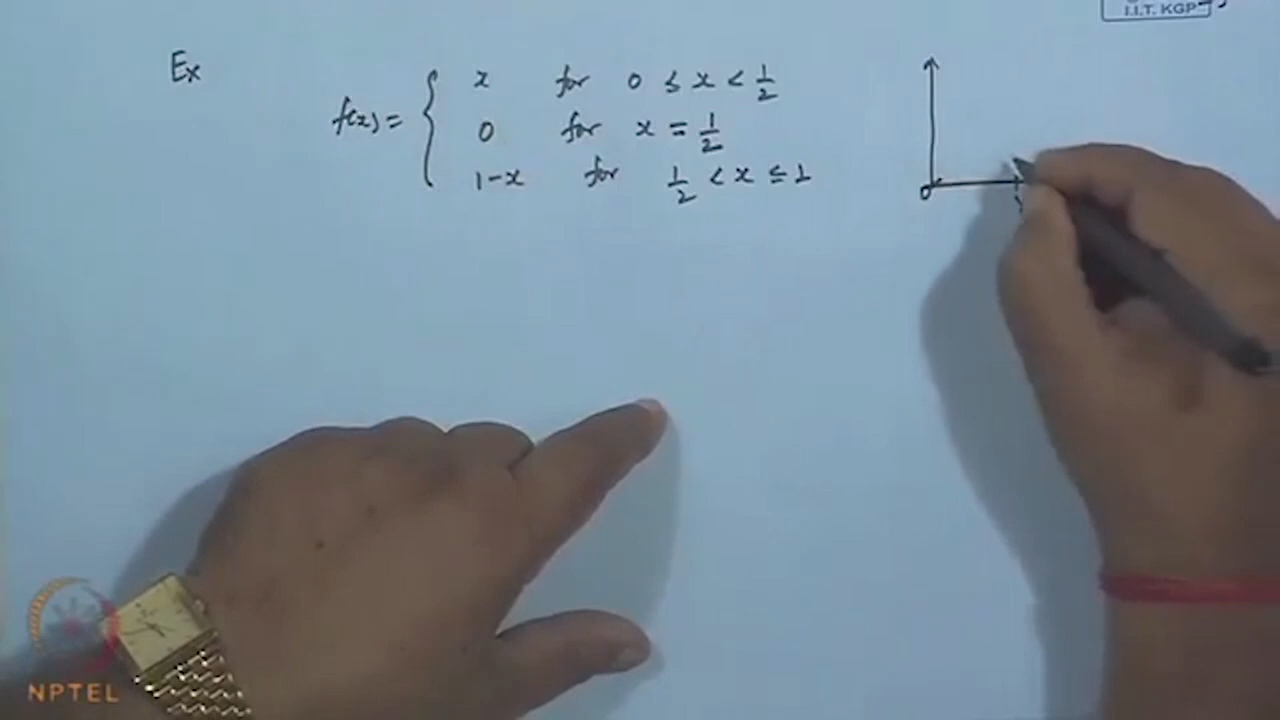 I.I.T. KGP
Ex
f(x) = { x for 0 ≤ x < 1/2
0 for x = 1/2
1-x for 1/2 < x ≤ 1
0
NPTEL